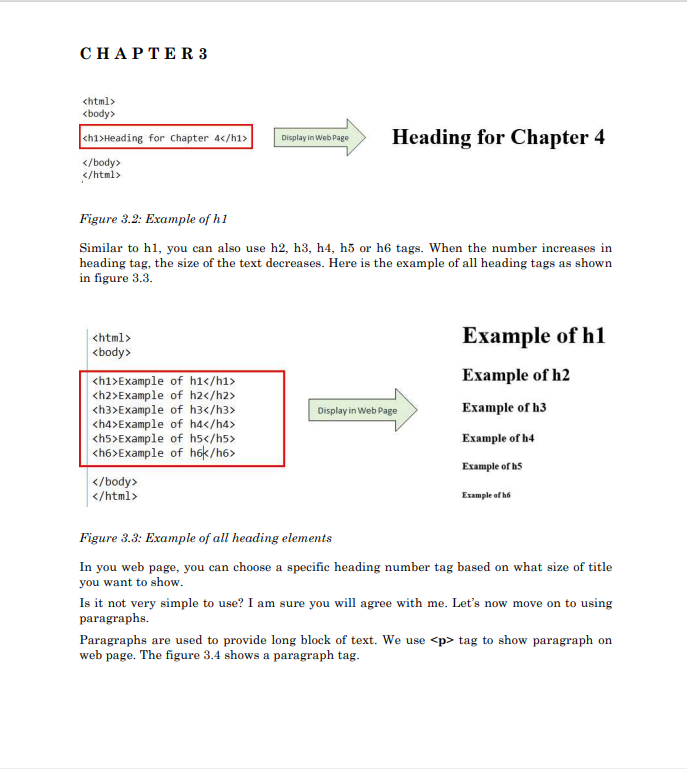 CHAPTER3
<html>
<body>
<h1>Heading for Chapter 4</h1>
Display in Web Page
Heading for Chapter 4
</body>
</html>
Figure 3.2: Example of h1
Similar to h1, you can also use h2, h3, h4, h5 or h6 tags. When the number increases in
heading tag, the size of the text decreases. Here is the example of all heading tags as shown
in figure 3.3.
<html>
<body>
<h1>Example of h1</h1>
<h2>Example of h2</h2>
<h3>Example of h3</h3>
<h4>Example of h4</h4>
<h5>Example of h5</h5>
<h6>Example of h6</h6>
</body>
</html>
Display in Web Page
Example of h1
Example of h2
Example of h3
Example of h4
Example of h5
Example of h6
Figure 3.3: Example of all heading elements
In you web page, you can choose a specific heading number tag based on what size of title
you want to show.
Is it not very simple to use? I am sure you will agree with me. Let's now move on to using
paragraphs.
Paragraphs are used to provide long block of text. We use <p> tag to show paragraph on
web page. The figure 3.4 shows a paragraph tag.